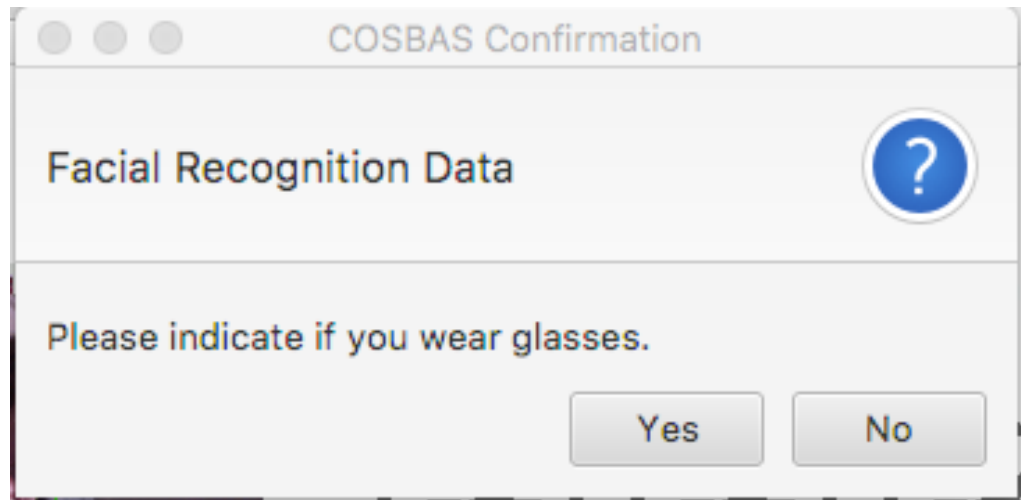 COSBAS Confirmation
Facial Recognition Data
?
Please indicate if you wear glasses.
Yes No